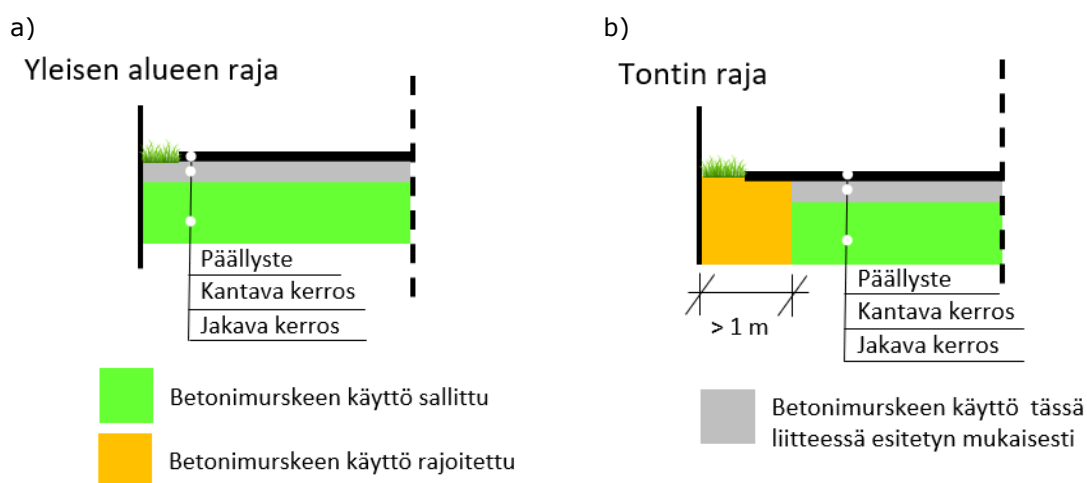 a)
Yleisen alueen raja
Päällyste
Kantava kerros
Jakava kerros
Betonimurskeen käyttö sallittu
Betonimurskeen käyttö rajoitettu
b)
Tontin raja
> 1 m
Päällyste
Kantava kerros
Jakava kerros
Betonimurskeen käyttö tässä
liitteessä esitetyn mukaisesti